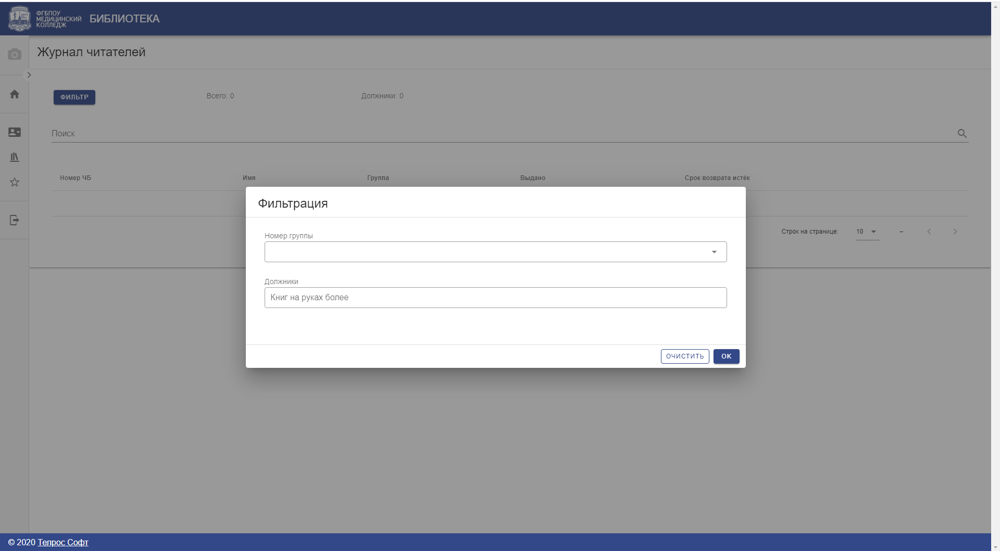 ФГБПОУ
МЕДИЦИНСКИЙ
КОЛЛЕДЖ
БИБЛИОТЕКА
Журнал читателей
ФИЛЬТР
Всего: 0
Должники: 0
Поиск
Номер ЧБ
Имя
Группа
Выдано
Срок возврата истёк
Строк на странице:
10
–
Фильтрация
Номер группы
Должники
Книг на руках более
ОЧИСТИТЬ
ОК
© 2020 Тепрос Софт